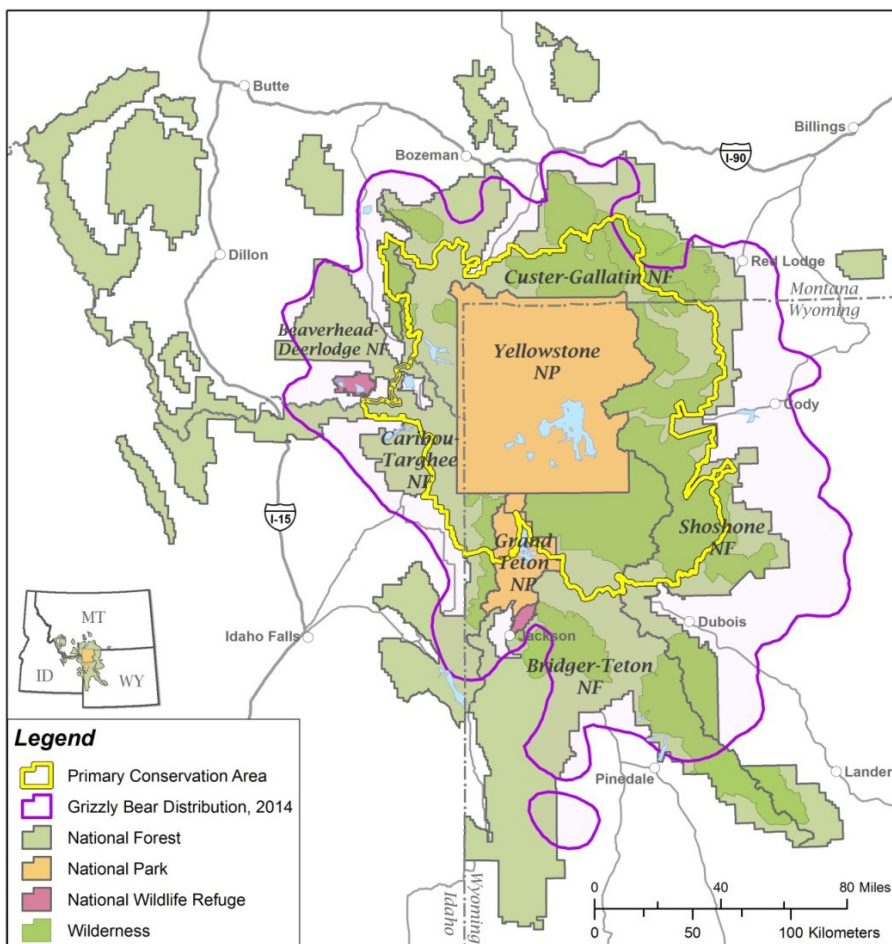 Butte
Billings
I-90
Bozeman
Dillon
Red Lodge
Custer-Gallatin NF
Montana
Wyoming
Beaverhead-
Deerlodge NF
Yellowstone
NP
Cody
Caribou-
Targhee
NF
I-15
Shoshone
NF
Grand
Teton
NP
Dubois
Idaho Falls
Jackson
MT
ID
WY
Bridger-Teton
NF
Legend
Primary Conservation Area
Grizzly Bear Distribution, 2014
National Forest
National Park
National Wildlife Refuge
Wilderness
Pinedale
Lander
Wyoming
Idaho
0 40 80 Miles
0 50 100 Kilometers